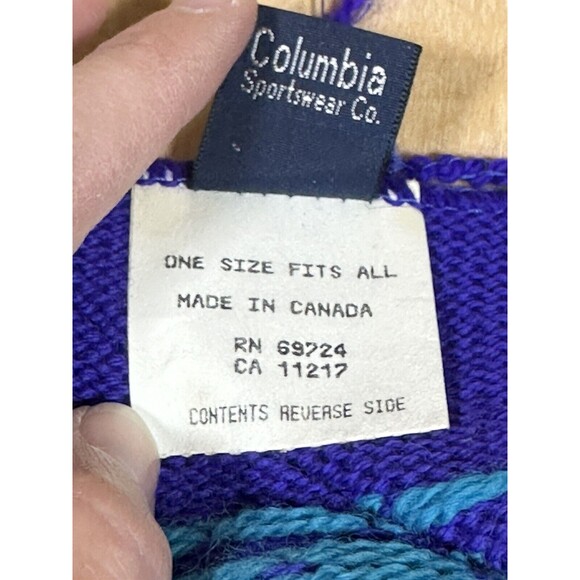 Columbia
Sportswear Co.
ONE SIZE FITS ALL
MADE IN CANADA
RN 69724
CA 11217
CONTENTS REVERSE SIDE